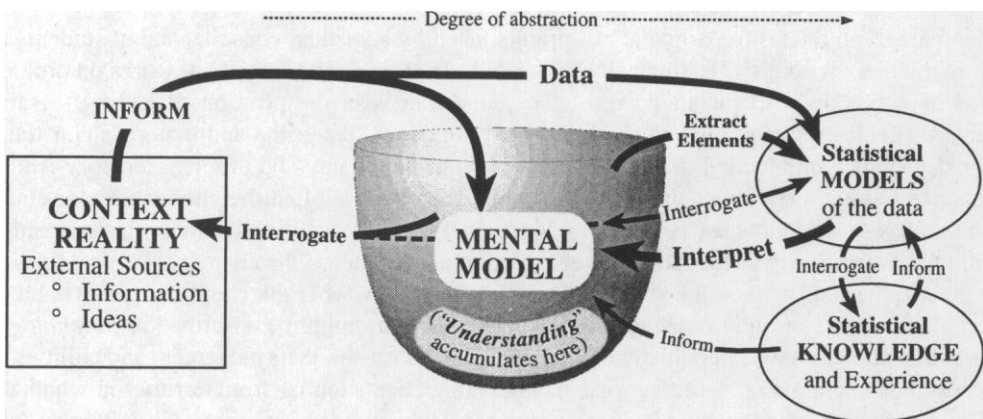 Degree of abstraction
Data
INFORM
Extract
Elements
Statistical
MODELS
of the data
CONTEXT
REALITY
External Sources
° Information
° Ideas
Interrogate
MENTAL
MODEL
Interrogate
Interpret
Interrogate
Inform
("Understanding"
accumulates here)
Inform
Statistical
KNOWLEDGE
and Experience